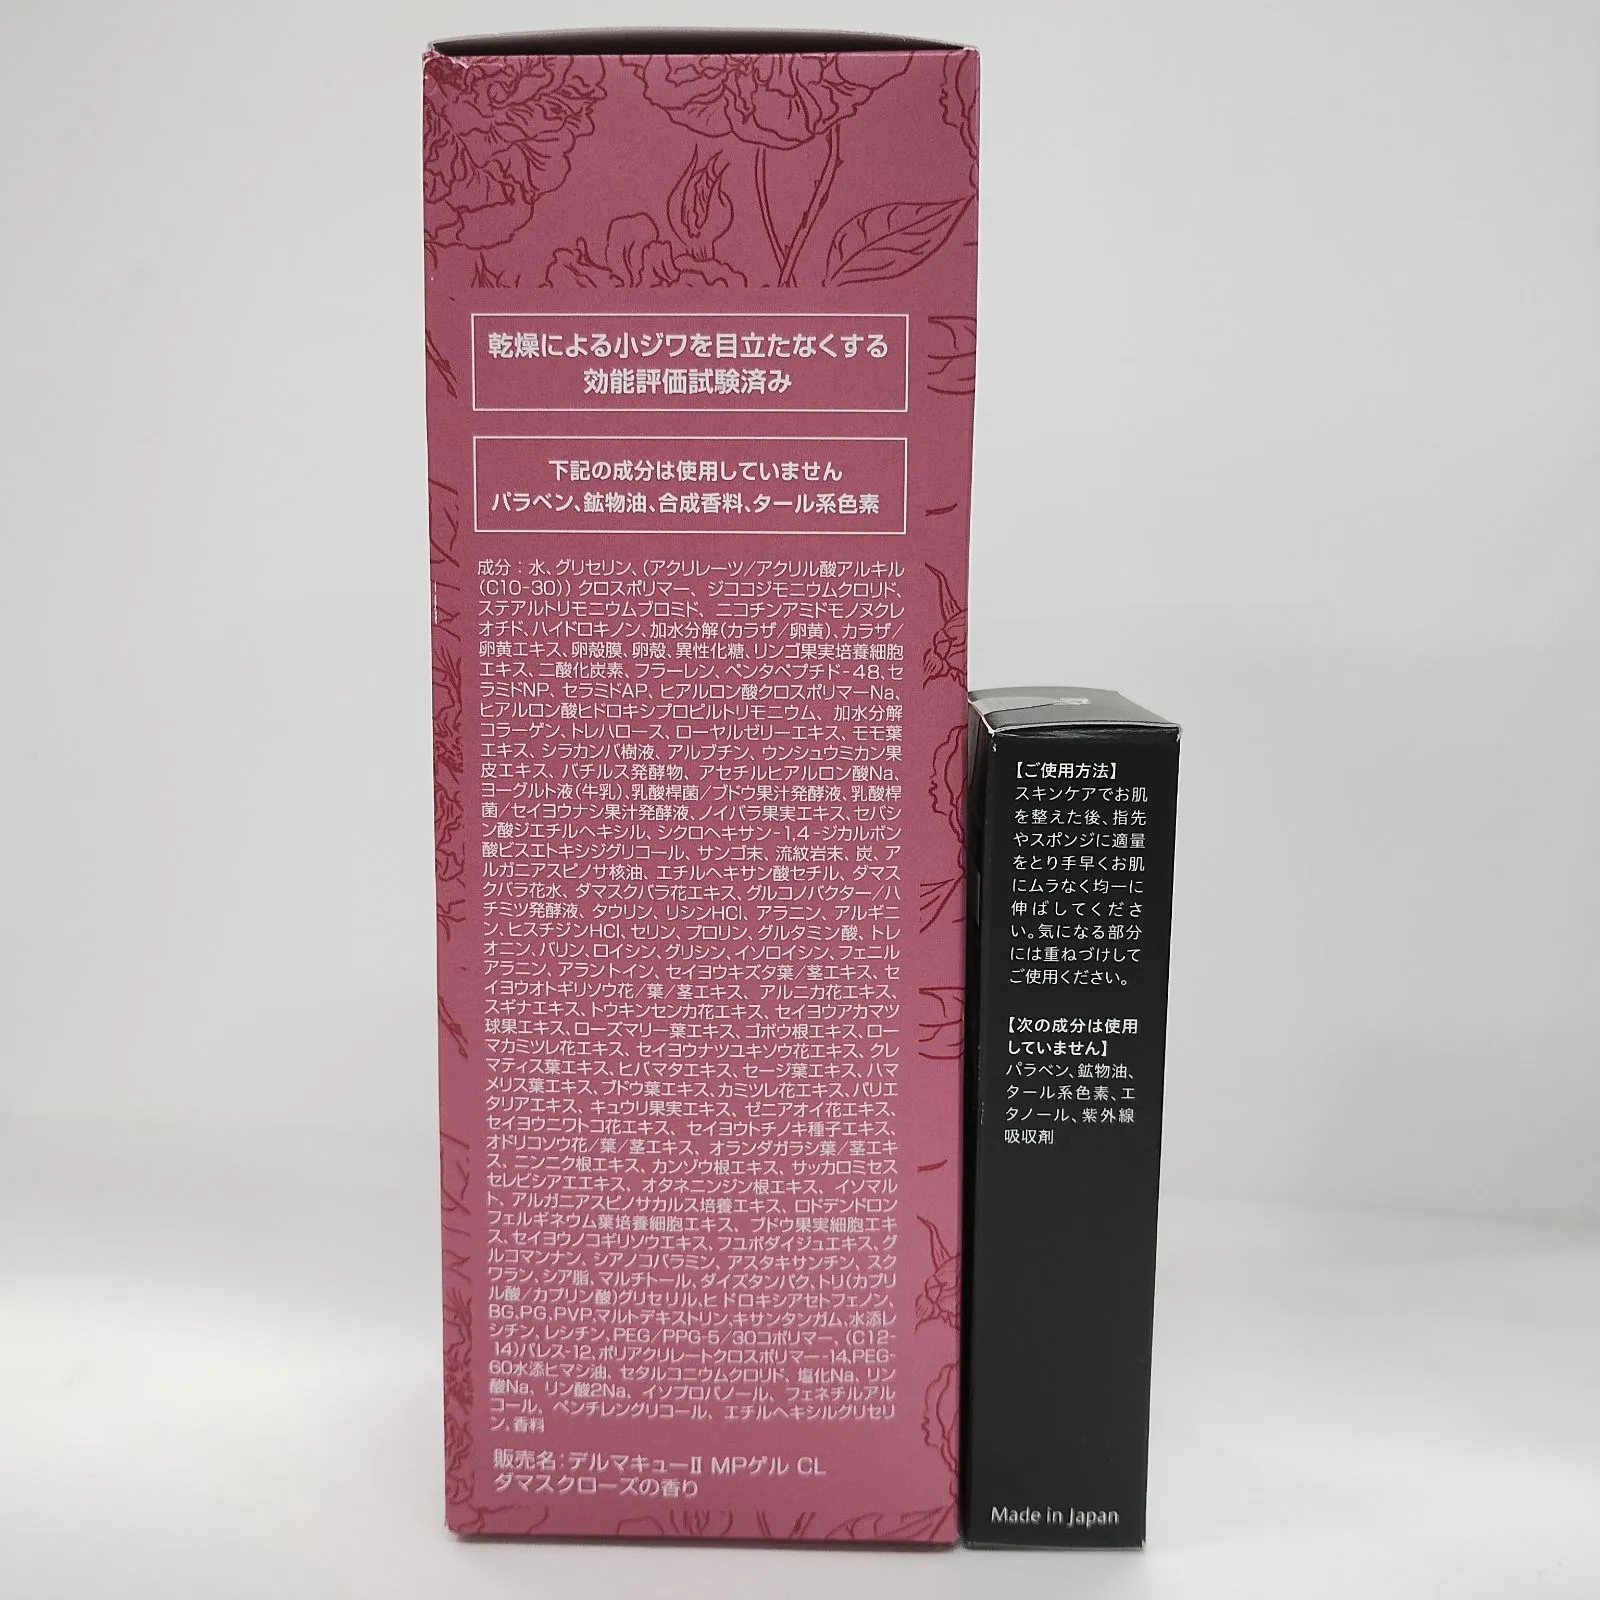 乾燥による小ジワを目立たなくする
効能評価試験済み
下記の成分は使用していません
パラベン、鉱物油、合成香料、タール系色素
成分：水、グリセリン、(アクリレーツ/アクリル酸アルキル
(C10-30)) クロスポリマー、ジココジモニウムクロリド、
ステアルトリモニウムブロミド、ニコチンアミドモノヌクレ
オチド、ハイドロキノン、加水分解(カラザ/卵黄)、カラザ/
卵黄エキス、卵殻膜、卵殻、異性化糖、リンゴ果実培養細胞
エキス、二酸化炭素、フラーレン、ペンタペプチド-48、セ
ラミドNP、セラミドAP、ヒアルロン酸クロスポリマーNa、
ヒアルロン酸ヒドロキシプロピルトリモニウム、加水分解
コラーゲン、トレハロース、ローヤルゼリーエキス、モモ葉
エキス、シラカンバ樹液、アルブチン、ウンシュウミカン果
皮エキス、バチルス発酵物、アセチルヒアルロン酸Na、
ヨーグルト液(牛乳)、乳酸桿菌/ブドウ果汁発酵液、乳酸桿
菌/セイヨウナシ果汁発酵液、ノイバラ果実エキス、セバシ
ン酸ジエチルヘキシル、シクロヘキサン-1,4-ジカルボン
酸ビスエトキシジグリコール、サンゴ末、流紋岩末、炭、ア
ルガニアスピノサ核油、エチルヘキサン酸セチル、ダマス
クバラ花水、ダマスクバラ花エキス、グルコノバクター/ハ
チミツ発酵液、タウリン、リシンHCl、アラニン、アルギニ
ン、ヒスチジンHCl、セリン、プロリン、グルタミン酸、トレ
オニン、バリン、ロイシン、グリシン、イソロイシン、フェニル
アラニン、アラントイン、セイヨウキズタ葉/茎エキス、セ
イヨウオトギリソウ花/葉/茎エキス、アルニカ花エキス、
スギナエキス、トウキンセンカ花エキス、セイヨウアカマツ
球果エキス、ローズマリー葉エキス、ゴボウ根エキス、ロー
マカミツレ花エキス、セイヨウナツユキソウ花エキス、クレ
マティス葉エキス、ヒバマタエキス、セージ葉エキス、ハマ
メリス葉エキス、ブドウ葉エキス、カミツレ花エキス、パリエ
タリアエキス、キュウリ果実エキス、ゼニアオイ花エキス、
セイヨウニワトコ花エキス、セイヨウトチノキ種子エキス、
オドリコソウ花/葉/茎エキス、オランダガラシ葉/茎エキ
ス、ニンニク根エキス、カンゾウ根エキス、サッカロミセス
セレビシアエエキス、オタネニンジン根エキス、イソマル
ト、アルガニアスピノサカルス培養エキス、ロドデンドロン
フェルギネウム葉培養細胞エキス、ブドウ果実細胞エキ
ス、セイヨウノコギリソウエキス、フユボダイジュエキス、グ
ルコマンナン、シアノコバラミン、アスタキサンチン、スク
ワラン、シア脂、マルチトール、ダイズタンパク、トリ(カプリ
ル酸/カプリン酸)グリセリル、ヒドロキシアセトフェノン、
BG、PG、PVP、マルトデキストリン、キサンタンガム、水添レ
シチン、レシチン、PEG/PPG-5/30コポリマー、(C12-
14)パレス-12、ポリアクリレートクロスポリマー-14、PEG-
60水添ヒマシ油、セタルコニウムクロリド、塩化Na、リン
酸Na、リン酸2Na、イソプロパノール、フェネチルアル
コール、ペンチレングリコール、エチルヘキシルグリセリ
ン、香料
販売名：デルマキューⅡ MPゲル CL
ダマスクローズの香り
【ご使用方法】
スキンケアでお肌
を整えた後、指先
やスポンジに適量
をとり手早くお肌
にムラなく均一に
伸ばしてくださ
い。気になる部分
には重ねづけして
ご使用ください。
【次の成分は使用
していません】
パラベン、鉱物油、
タール系色素、エ
タノール、紫外線
吸収剤
Made in Japan